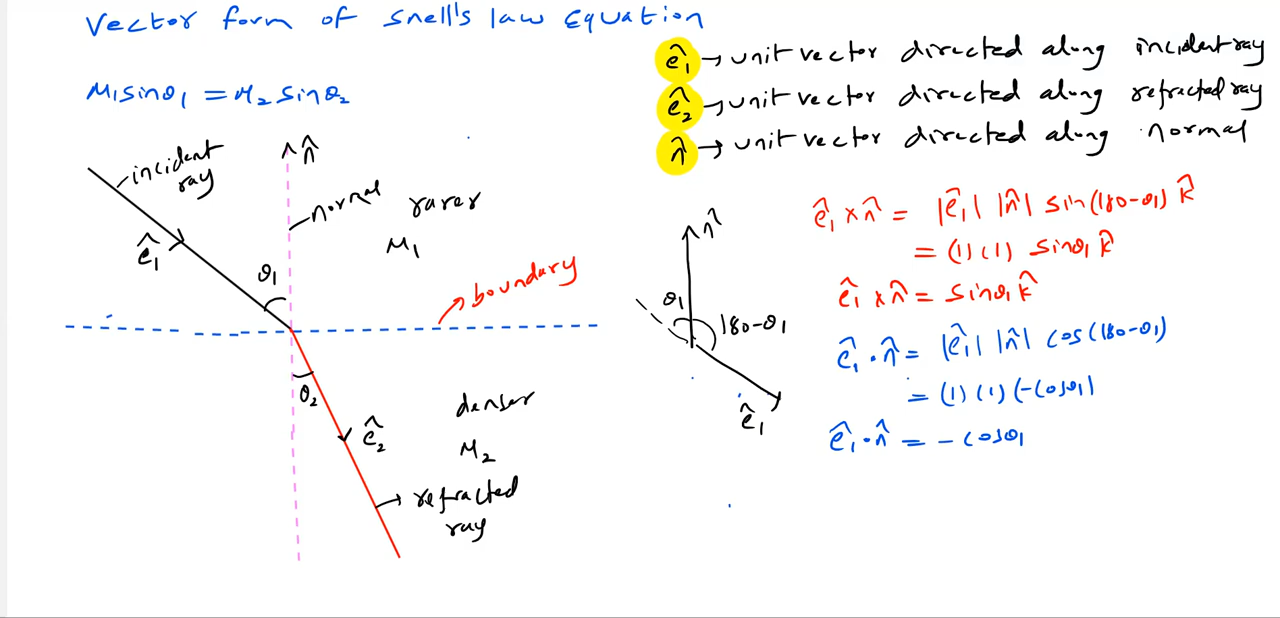 Vector form of snell's law Equation
μ1sinθ1 = μ2 sinθ2
ê1 → unit vector directed along incident ray
ê2 → unit vector directed along refracted ray
n̂ → unit vector directed along normal
incident ray
n̂
normal
rarer
μ1
ê1
θ1
boundary
θ2
ê2
denser
μ2
refracted ray
n̂
θ1
180-θ1
ê1
ê1 × n̂ = |ê1| |n̂| sin(180-θ1) k̂
= (1) (1) sinθ1 k̂
ê1 × n̂ = sinθ1 k̂
ê1 . n̂ = |ê1| |n̂| cos(180-θ1)
= (1) (1) (-cosθ1)
ê1 . n̂ = - cosθ1